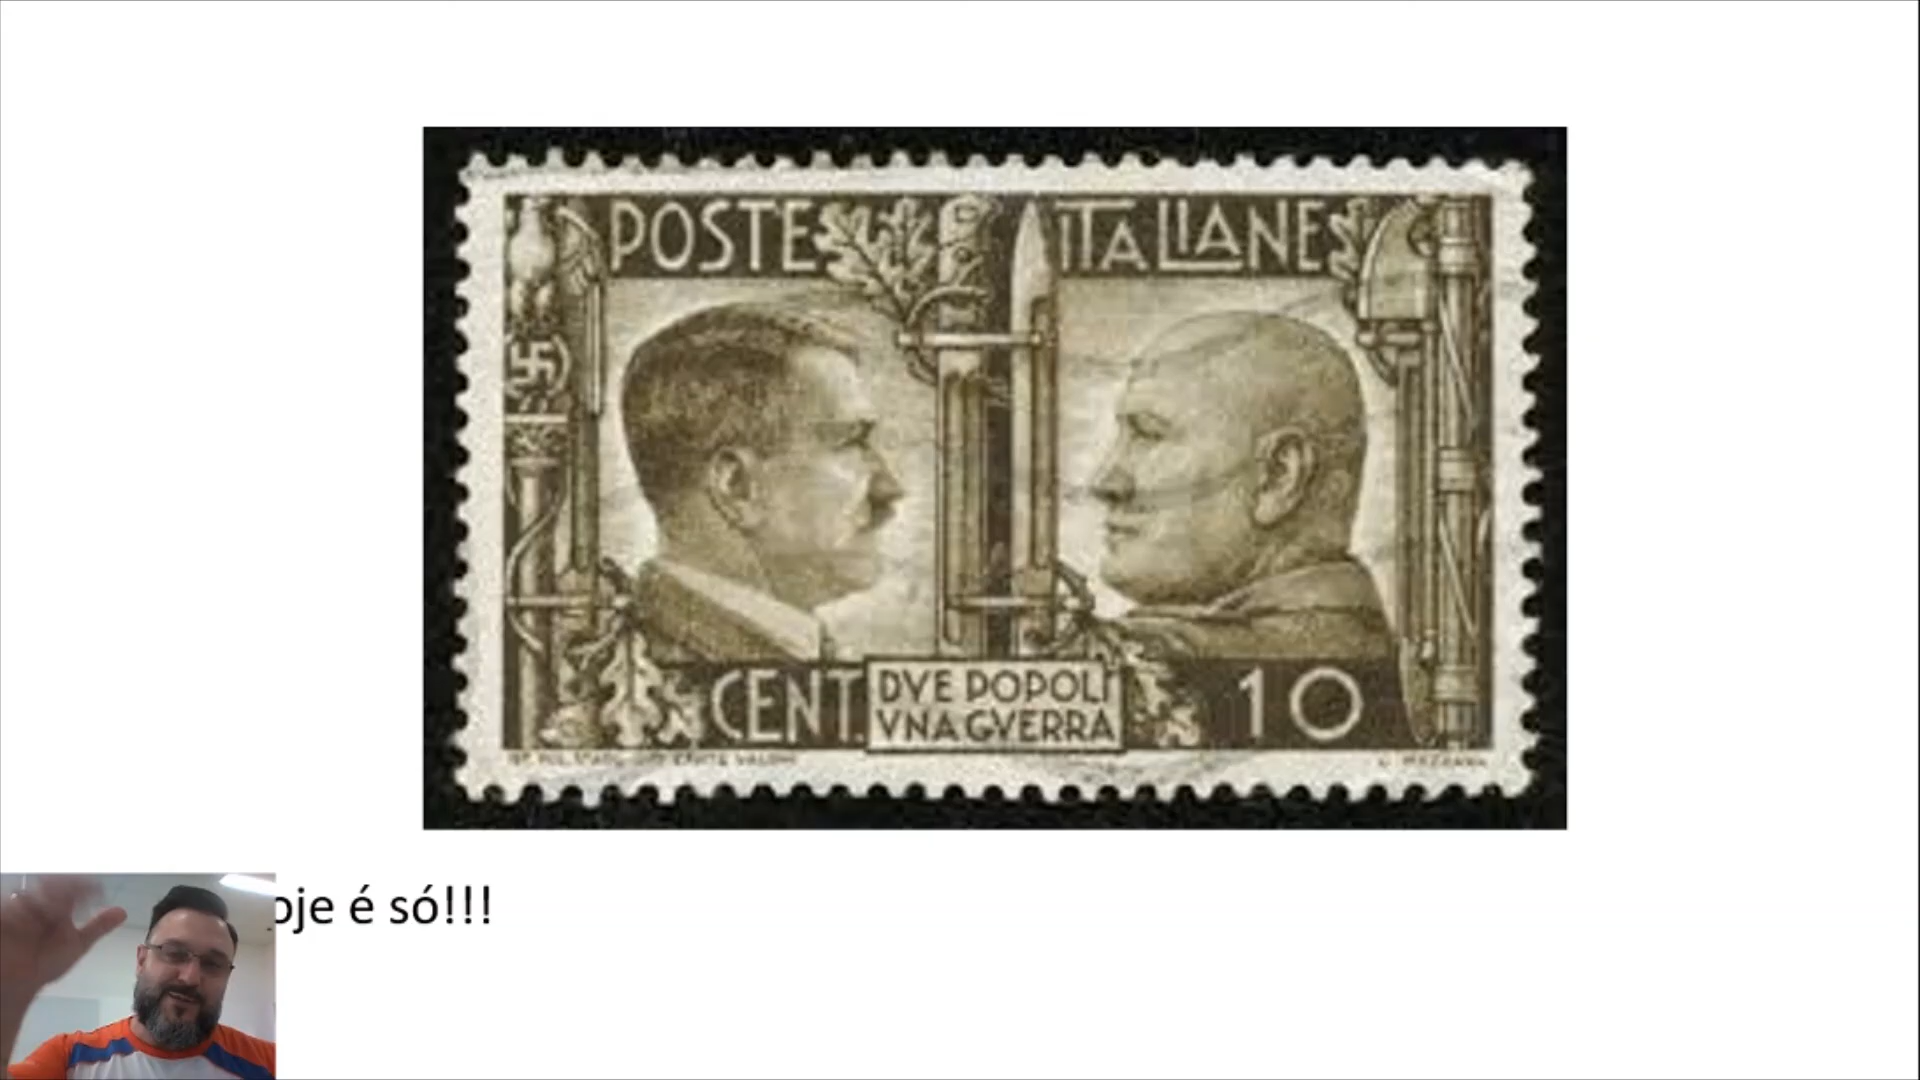 POSTE ITALIANE
CENT. DVE POPOLI 10
VNA GVERRA
oje é só!!!